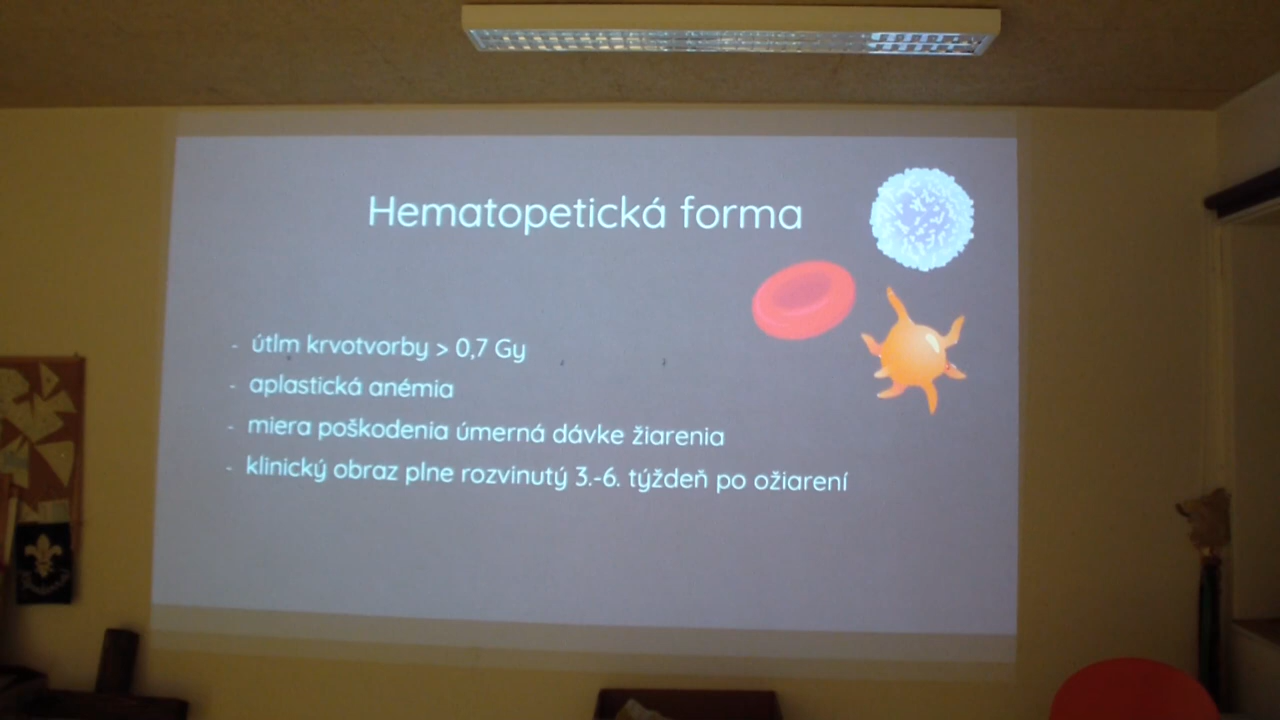 Hematopetická forma
- útlm krvotvorby > 0,7 Gy
- aplastická anémia
- miera poškodenia úmerná dávke žiarenia
- klinický obraz plne rozvinutý 3.-6. týždeň po ožiarení